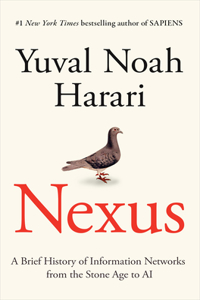 #1 New York Times bestselling author of SAPIENS
Yuval Noah
Harari
Nexus
A Brief History of Information Networks
from the Stone Age to AI